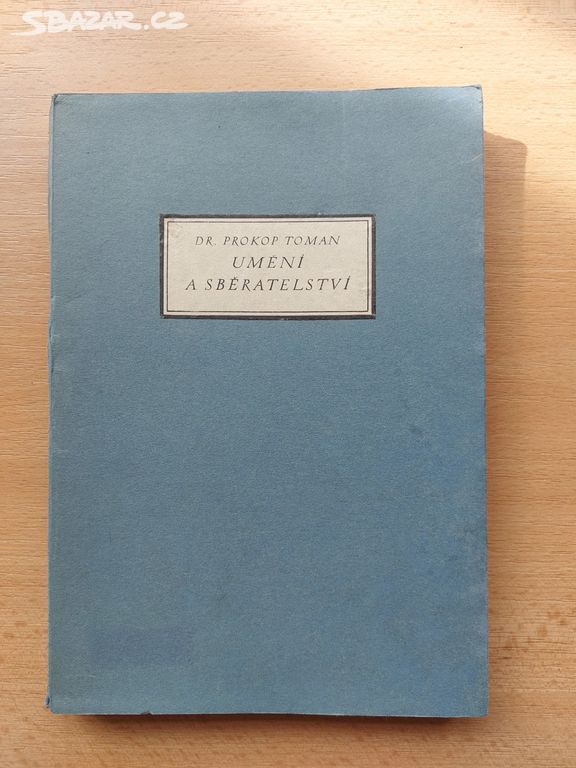 SBAZAR.CZ
DR. PROKOP TOMAN
UMĚNÍ
A SBĚRATELSTVÍ